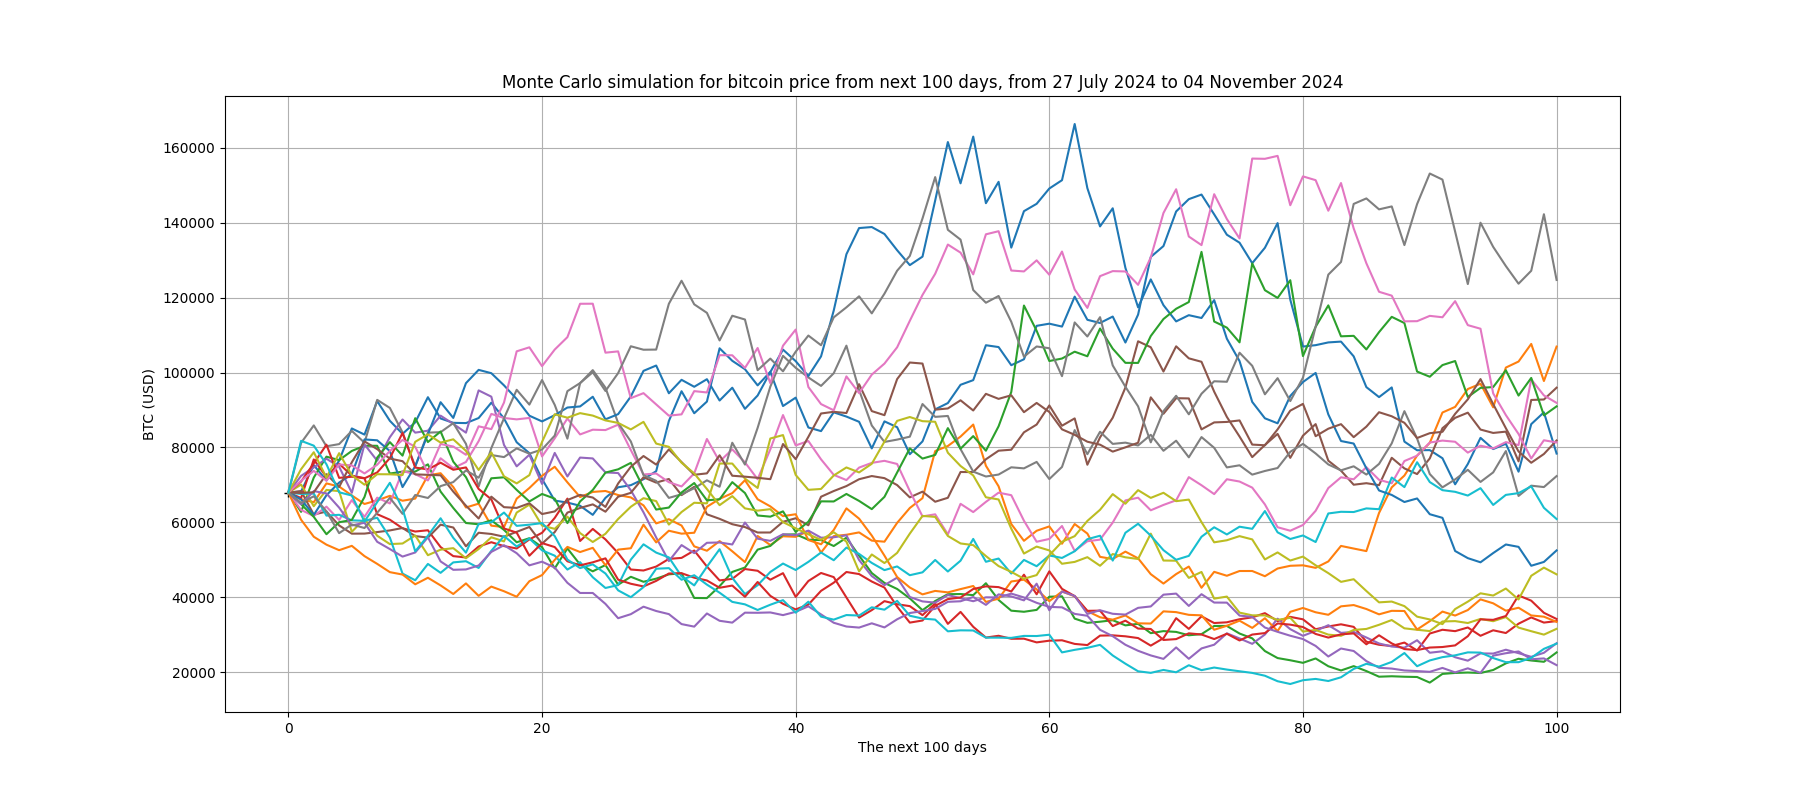 Monte Carlo simulation for bitcoin price from next 100 days, from 27 July 2024 to 04 November 2024
160000
140000
120000
100000
80000
60000
40000
20000
BTC (USD)
0 20 40 60 80 100
The next 100 days